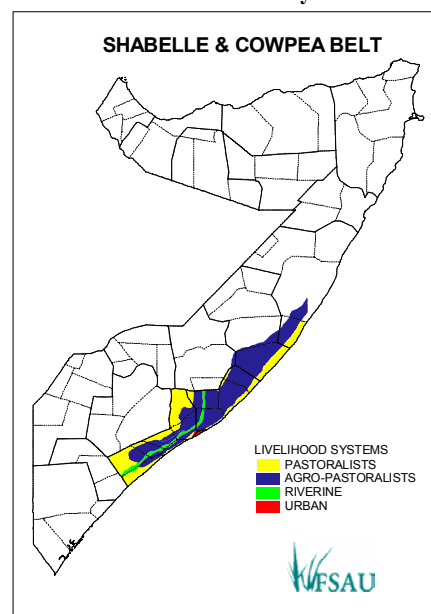 SHABELLE & COWPEA BELT
LIVELIHOOD SYSTEMS
PASTORALISTS
AGRO-PASTORALISTS
RIVERINE
URBAN
FSAU